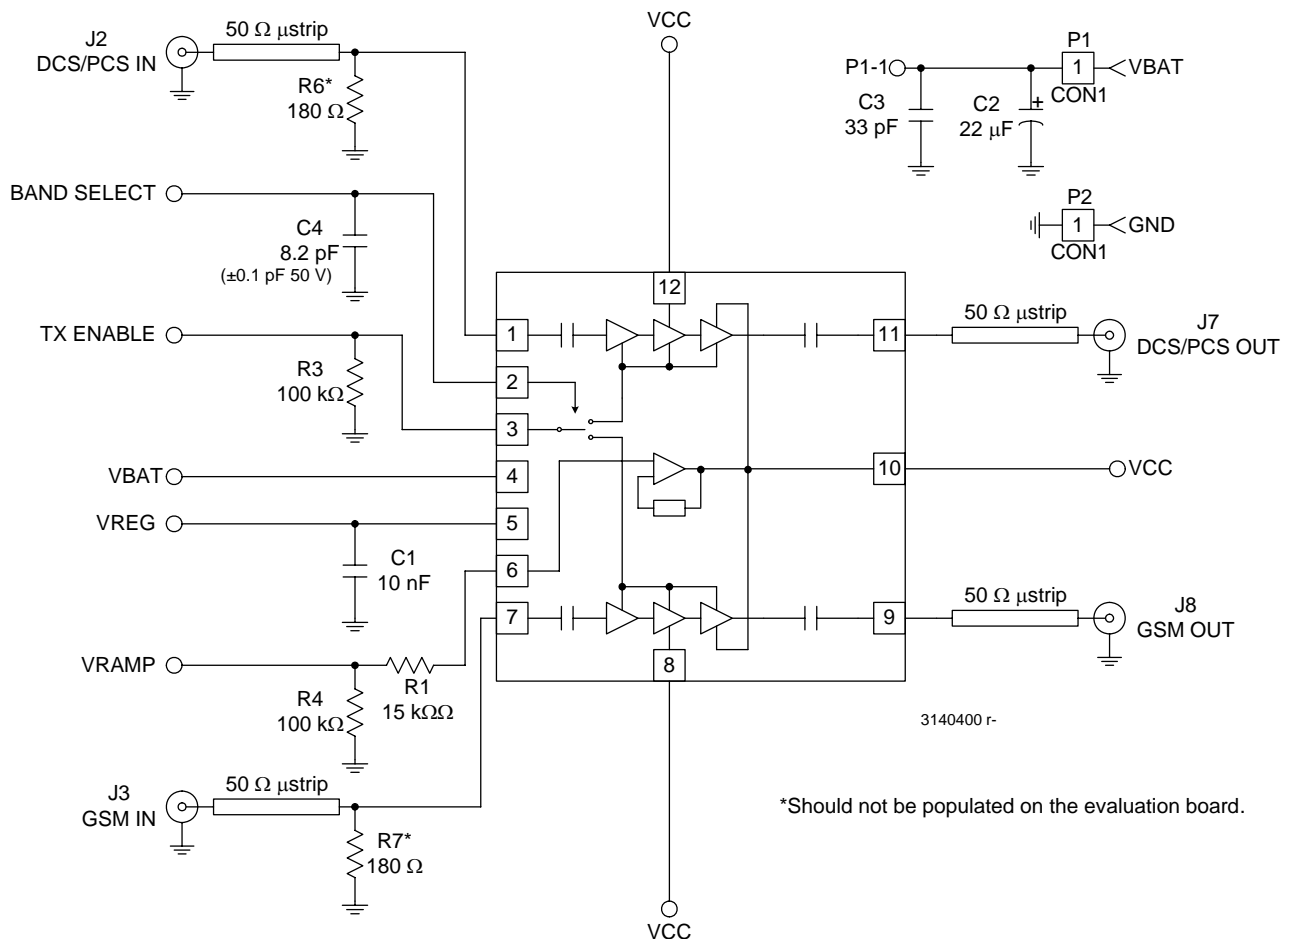 VCC
J2
DCS/PCS IN
50 Ω μstrip
R6*
180 Ω
P1-1
C3
33 pF
C2
22 μF
+
P1
1
CON1
VBAT
BAND SELECT
C4
8.2 pF
(±0.1 pF 50 V)
P2
1
CON1
GND
TX ENABLE
R3
100 kΩ
VBAT
VREG
C1
10 nF
VRAMP
R4
100 kΩ
R1
15 kΩΩ
J3
GSM IN
50 Ω μstrip
R7*
180 Ω
12
1
2
3
4
5
6
7
8
9
10
11
50 Ω μstrip
J7
DCS/PCS OUT
VCC
50 Ω μstrip
J8
GSM OUT
3140400 r-
*Should not be populated on the evaluation board.
VCC